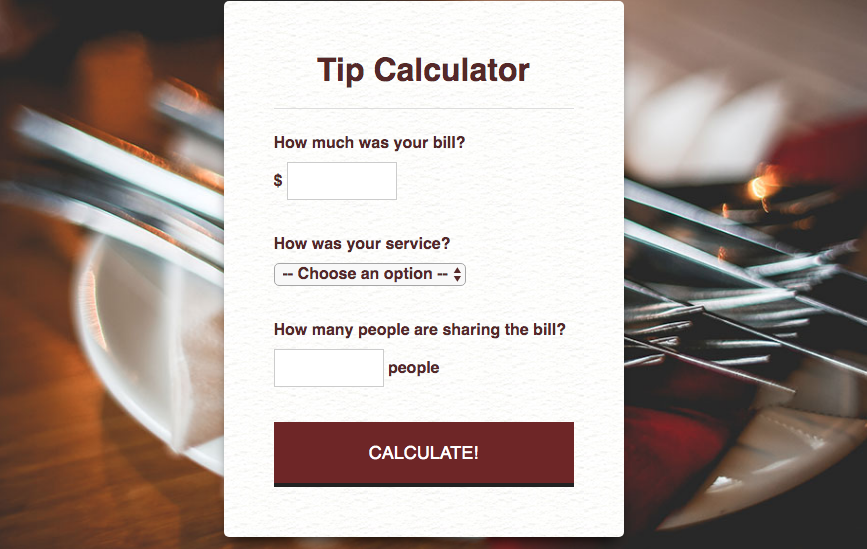 Tip Calculator
How much was your bill?
$
How was your service?
-- Choose an option --
How many people are sharing the bill?
people
CALCULATE!